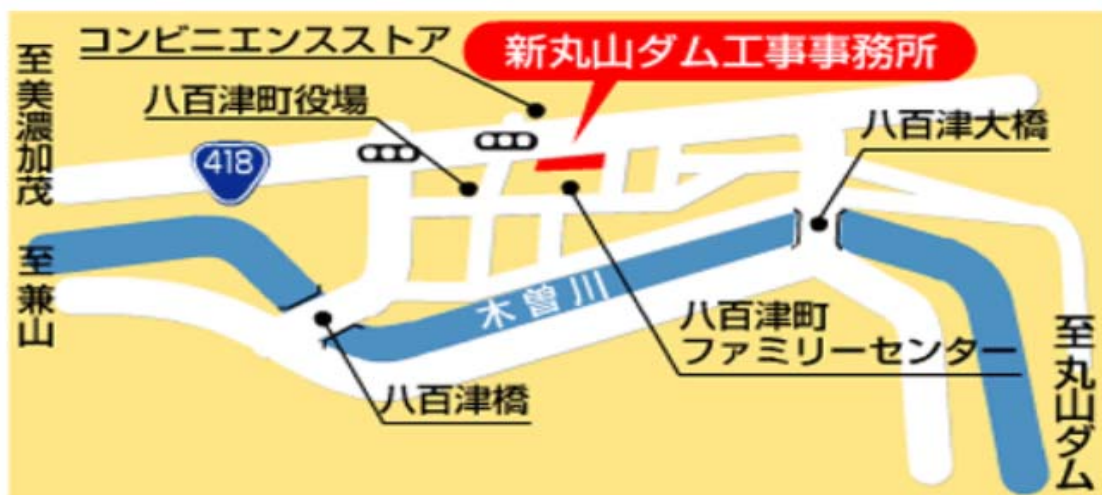 コンビニエンスストア
新丸山ダム工事事務所
至美濃加茂
八百津町役場
八百津大橋
418
至兼山
木曽川
八百津町
ファミリーセンター
八百津橋
至丸山ダム